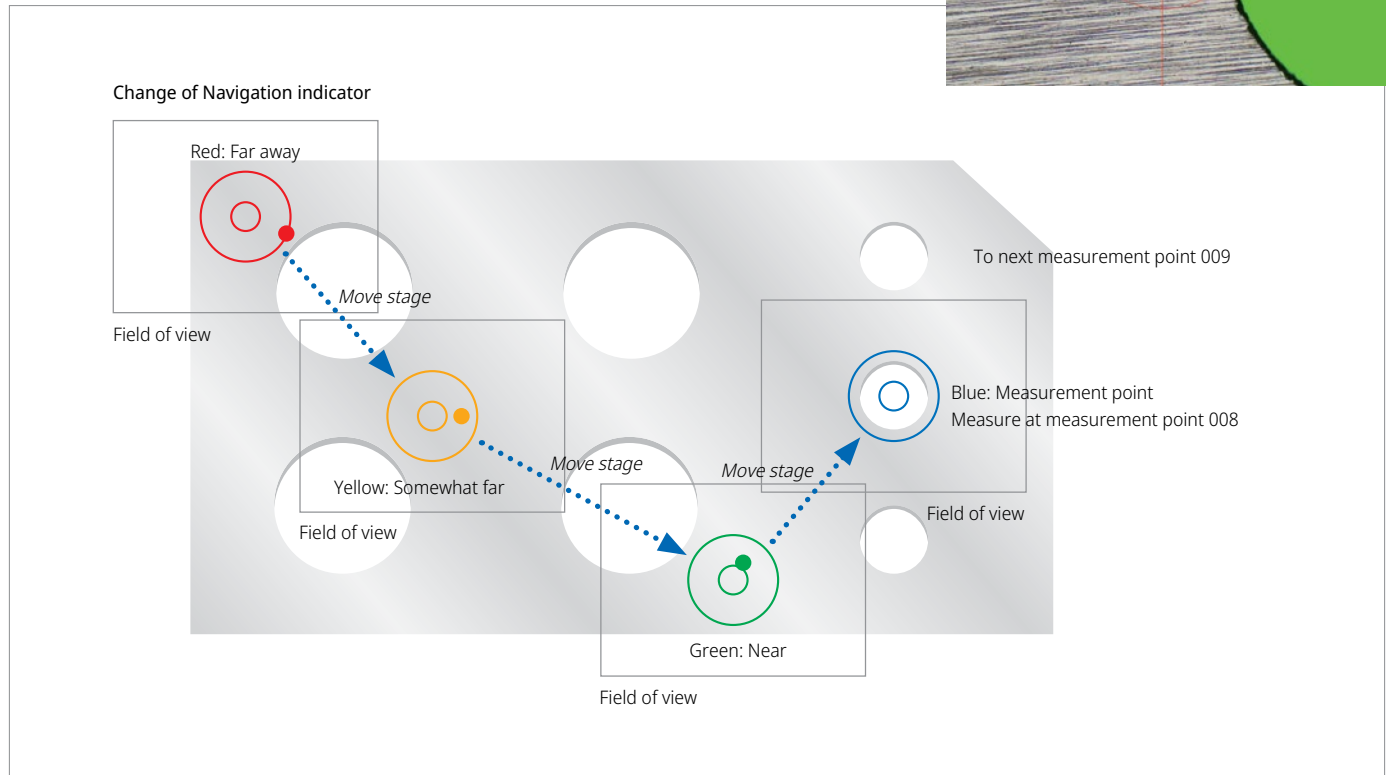 Change of Navigation indicator
Red: Far away
To next measurement point 009
Move stage
Field of view
Blue: Measurement point
Measure at measurement point 008
Move stage
Move stage
Yellow: Somewhat far
Field of view
Field of view
Green: Near
Field of view